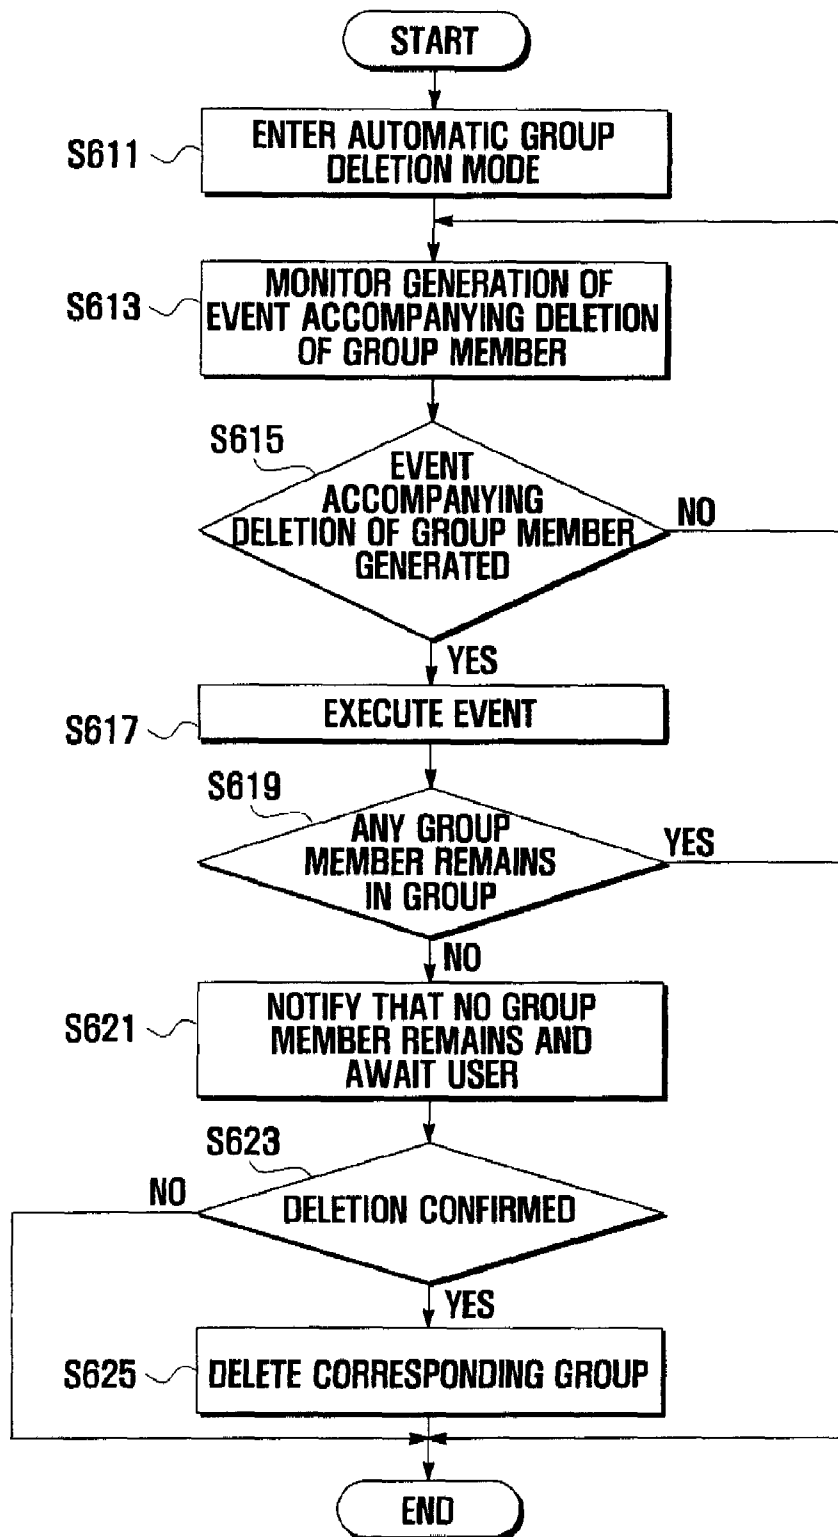 START
S611
ENTER AUTOMATIC GROUP
DELETION MODE
S613
MONITOR GENERATION OF
EVENT ACCOMPANYING DELETION
OF GROUP MEMBER
S615
EVENT
ACCOMPANYING
DELETION OF GROUP MEMBER
GENERATED
NO
YES
S617
EXECUTE EVENT
S619
ANY GROUP
MEMBER REMAINS
IN GROUP
YES
NO
S621
NOTIFY THAT NO GROUP
MEMBER REMAINS AND
AWAIT USER
S623
NO
DELETION CONFIRMED
YES
S625
DELETE CORRESPONDING GROUP
END